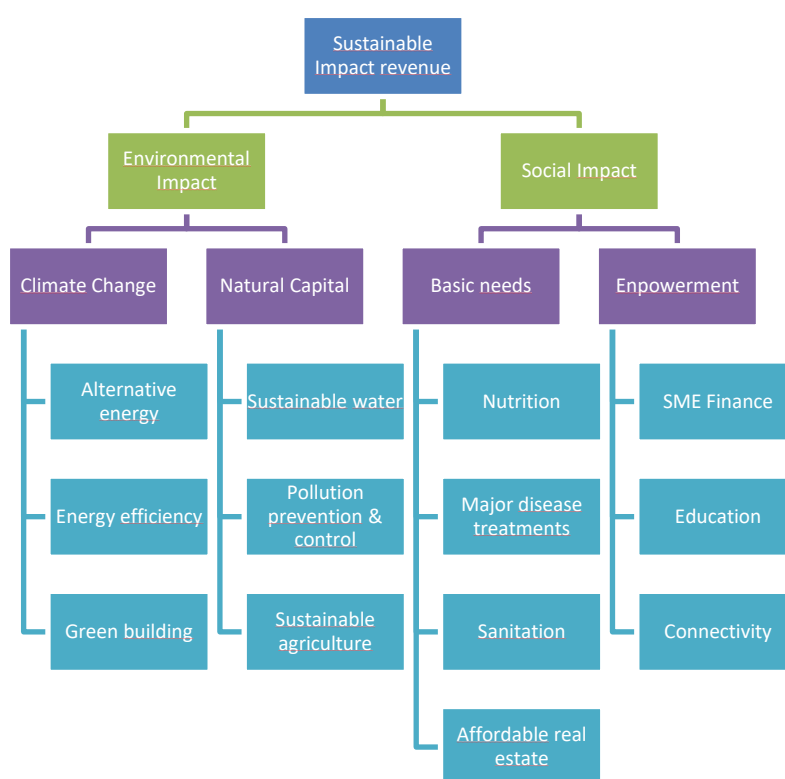 Sustainable
Impact revenue
Environmental
Impact
Social Impact
Climate Change
Natural Capital
Basic needs
Enpowerment
Alternative
energy
Sustainable water
Nutrition
SME Finance
Energy efficiency
Pollution
prevention &
control
Major disease
treatments
Education
Green building
Sustainable
agriculture
Sanitation
Connectivity
Affordable real
estate